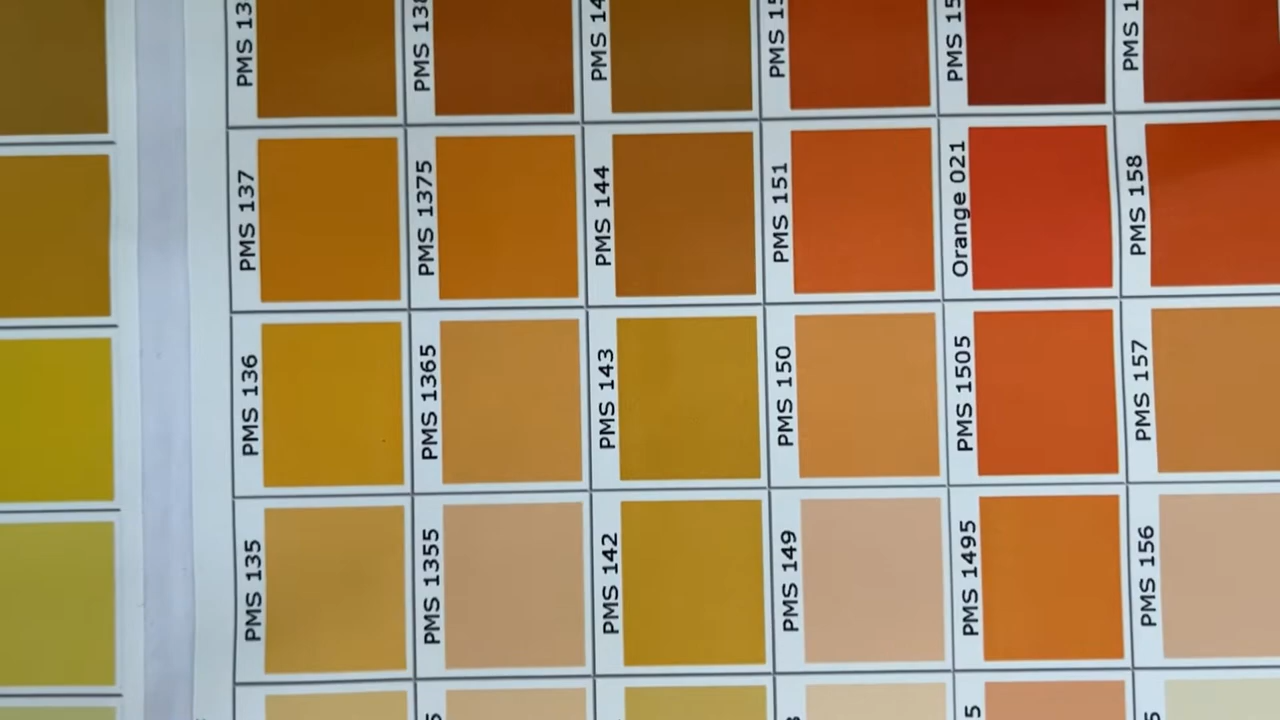 PMS 137
PMS 1375
PMS 144
PMS 151
Orange 021
PMS 158
PMS 136
PMS 1365
PMS 143
PMS 150
PMS 1505
PMS 157
PMS 135
PMS 1355
PMS 142
PMS 149
PMS 1495
PMS 156